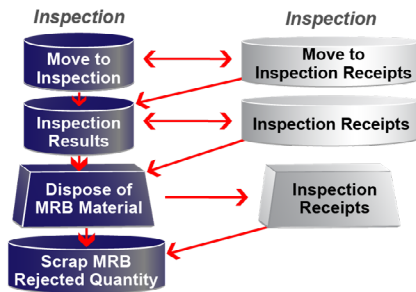 Inspection
Inspection
Move to
Inspection
Move to
Inspection Receipts
Inspection
Results
Inspection Receipts
Dispose of
MRB Material
Inspection
Receipts
Scrap MRB
Rejected Quantity